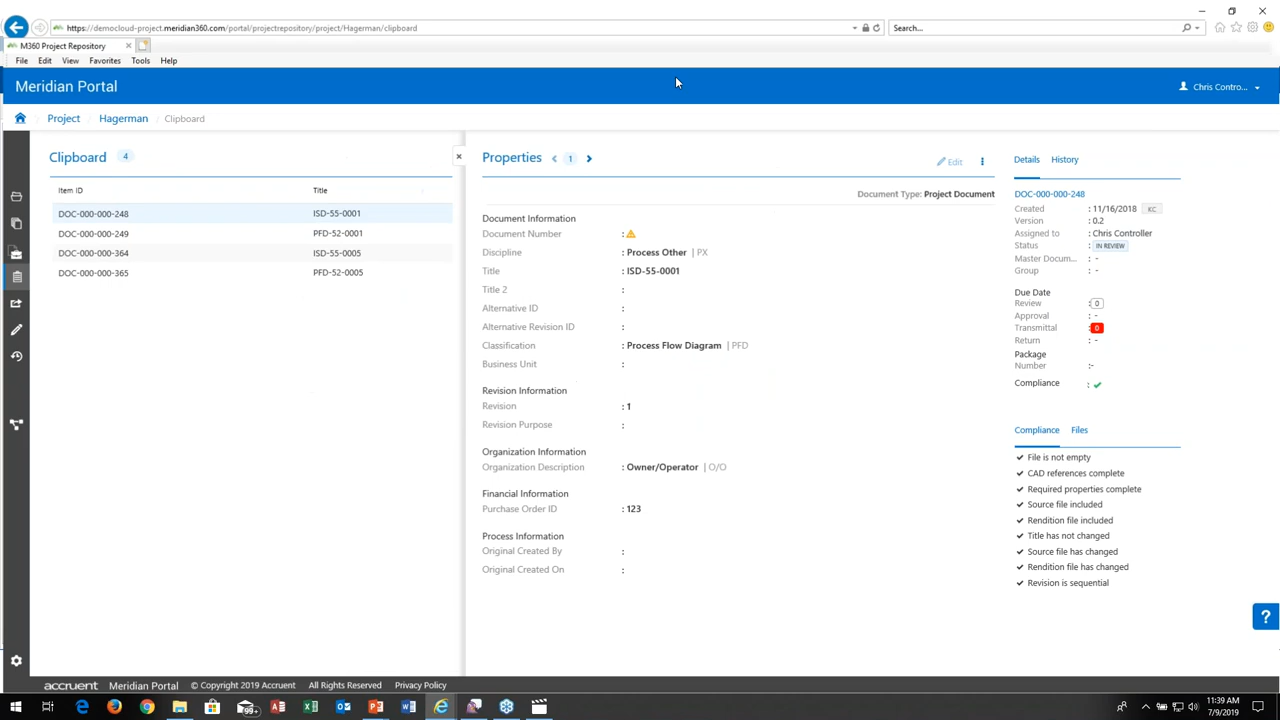 https://democloud-project.meridian360.com/portal/projectrepository/project/Hagerman/clipboard
Search...
M360 Project Repository
File Edit View Favorites Tools Help
Meridian Portal
Chris Contro...
Project Hagerman Clipboard
Clipboard 4
Item ID Title
DOC-000-000-248 ISD-55-0001
DOC-000-000-249 PFD-52-0001
DOC-000-000-364 ISD-55-0005
DOC-000-000-365 PFD-52-0005
Properties 1
Edit
Document Type: Project Document
Document Information
Document Number :
Discipline : Process Other | PX
Title : ISD-55-0001
Title 2 :
Alternative ID :
Alternative Revision ID :
Classification : Process Flow Diagram | PFD
Business Unit :
Revision Information
Revision : 1
Revision Purpose :
Organization Information
Organization Description : Owner/Operator | O/O
Financial Information
Purchase Order ID : 123
Process Information
Original Created By :
Original Created On :
Details History
DOC-000-000-248
Created : 11/16/2018 KC
Version : 0.2
Assigned to : Chris Controller
Status : IN REVIEW
Master Docum... : -
Group : -
Due Date
Review : 0
Approval : -
Transmittal : 0
Return : -
Package
Number :-
Compliance :
Compliance Files
File is not empty
CAD references complete
Required properties complete
Source file included
Rendition file included
Title has not changed
Source file has changed
Rendition file has changed
Revision is sequential
?
accruent Meridian Portal © Copyright 2019 Accruent All Rights Reserved Privacy Policy
99+
11:39 AM
7/9/2019